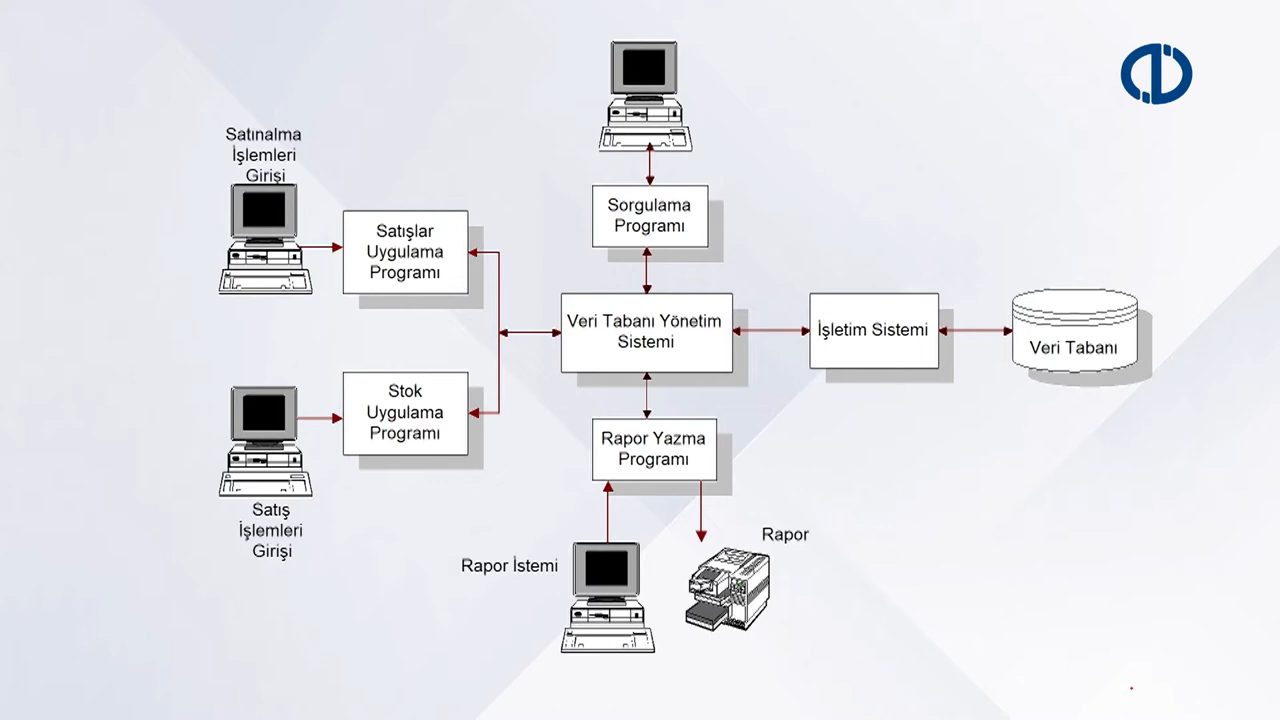 Satınalma
İşlemleri
Girişi
Satışlar
Uygulama
Programı
Sorgulama
Programı
Veri Tabanı Yönetim
Sistemi
İşletim Sistemi
Veri Tabanı
Stok
Uygulama
Programı
Satış
İşlemleri
Girişi
Rapor Yazma
Programı
Rapor İstemi
Rapor